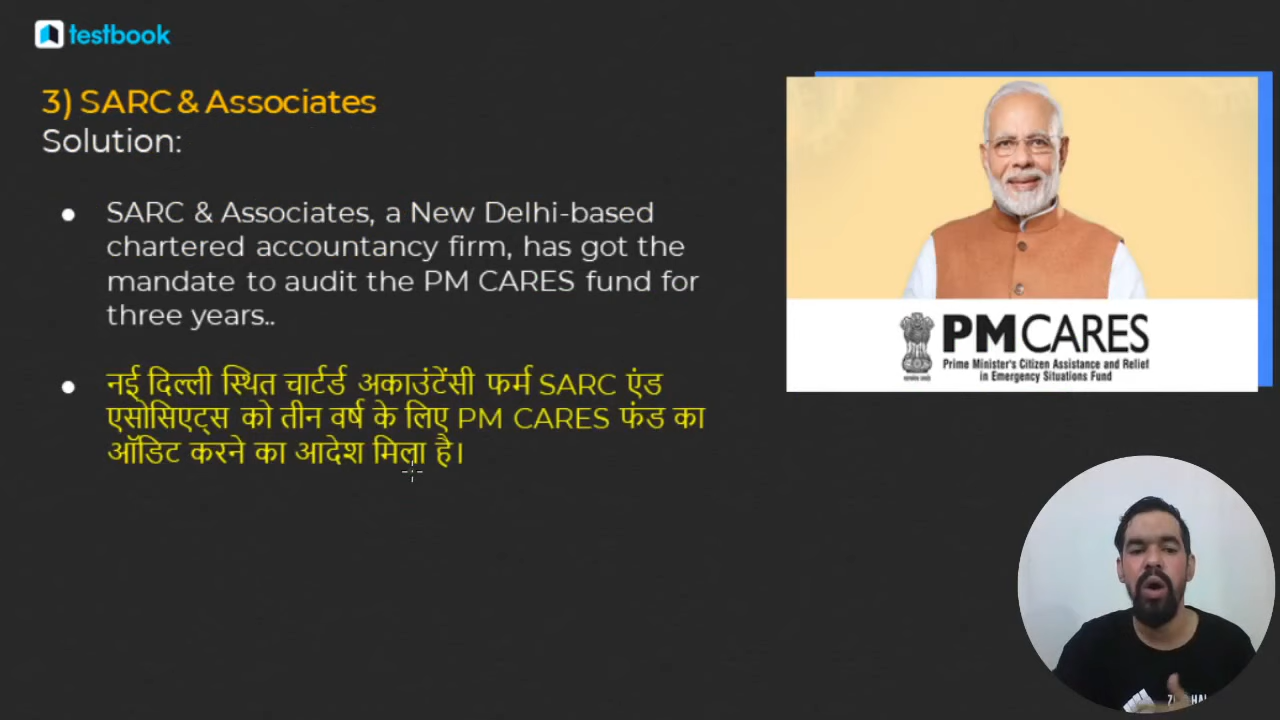 testbook
3) SARC & Associates
Solution:
● SARC & Associates, a New Delhi-based
chartered accountancy firm, has got the
mandate to audit the PM CARES fund for
three years..
● नई दिल्ली स्थित चार्टर्ड अकाउंटेंसी फर्म SARC एंड
एसोसिएट्स को तीन वर्ष के लिए PM CARES फंड का
ऑडिट करने का आदेश मिला है।
PMCARES
Prime Minister's Citizen Assistance and Relief
in Emergency Situations Fund